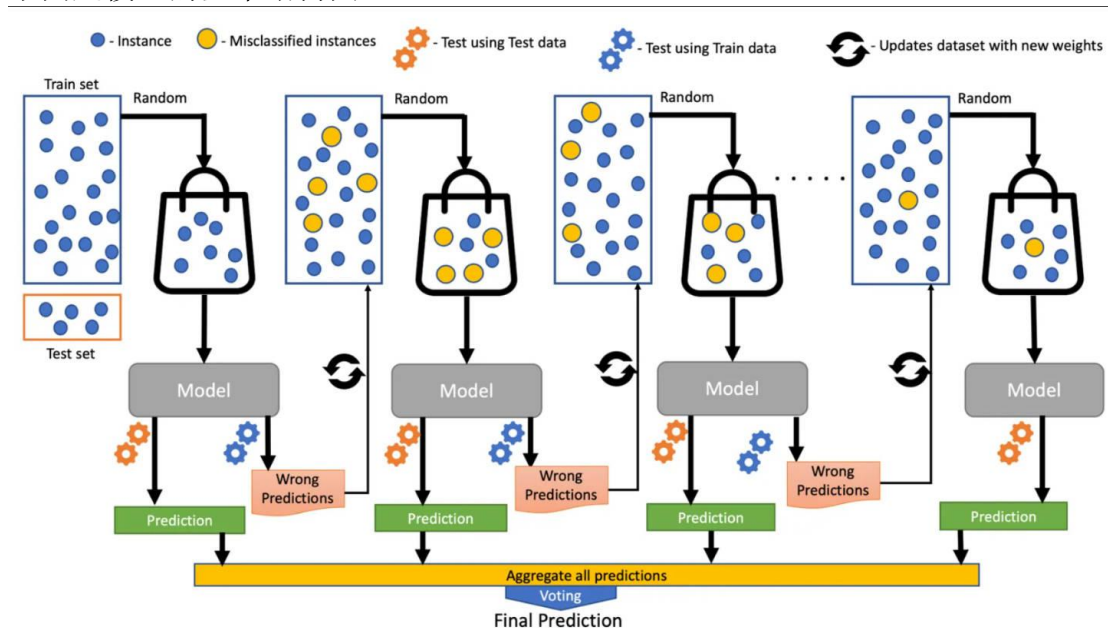 - Instance
- Misclassified instances
- Test using Test data
- Test using Train data
- Updates dataset with new weights
Train set
Random
Random
Random
Random
Test set
Model
Model
Model
Model
Wrong
Predictions
Wrong
Predictions
Wrong
Predictions
Prediction
Prediction
Prediction
Prediction
Aggregate all predictions
Voting
Final Prediction